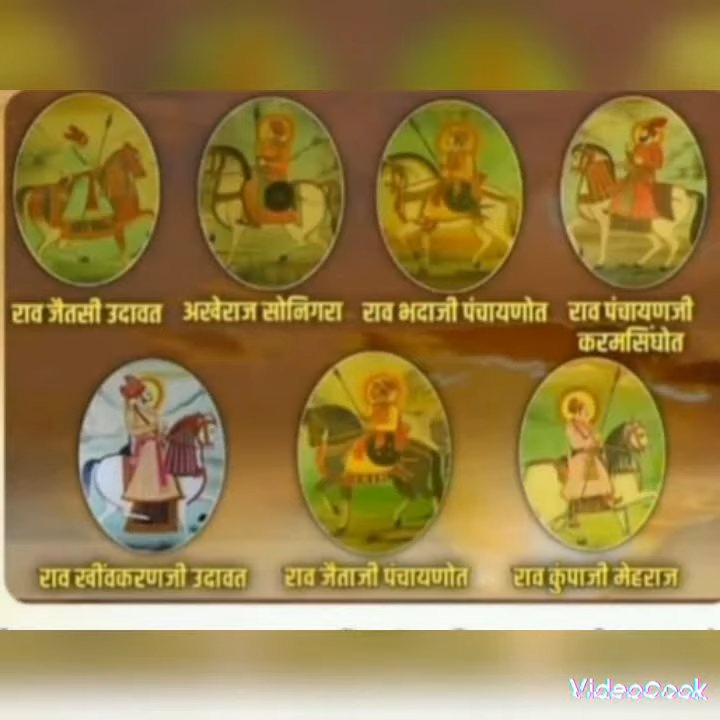 राव जैतसी उदावत
अखेराज सोनिगरा
राव भदाजी पंचायणोत
राव पंचायणजी
करमसिंघोत
राव खींवकरणजी उदावत
राव जैताजी पंचायणोत
राव कुंपाजी मेहराज
VideoCook